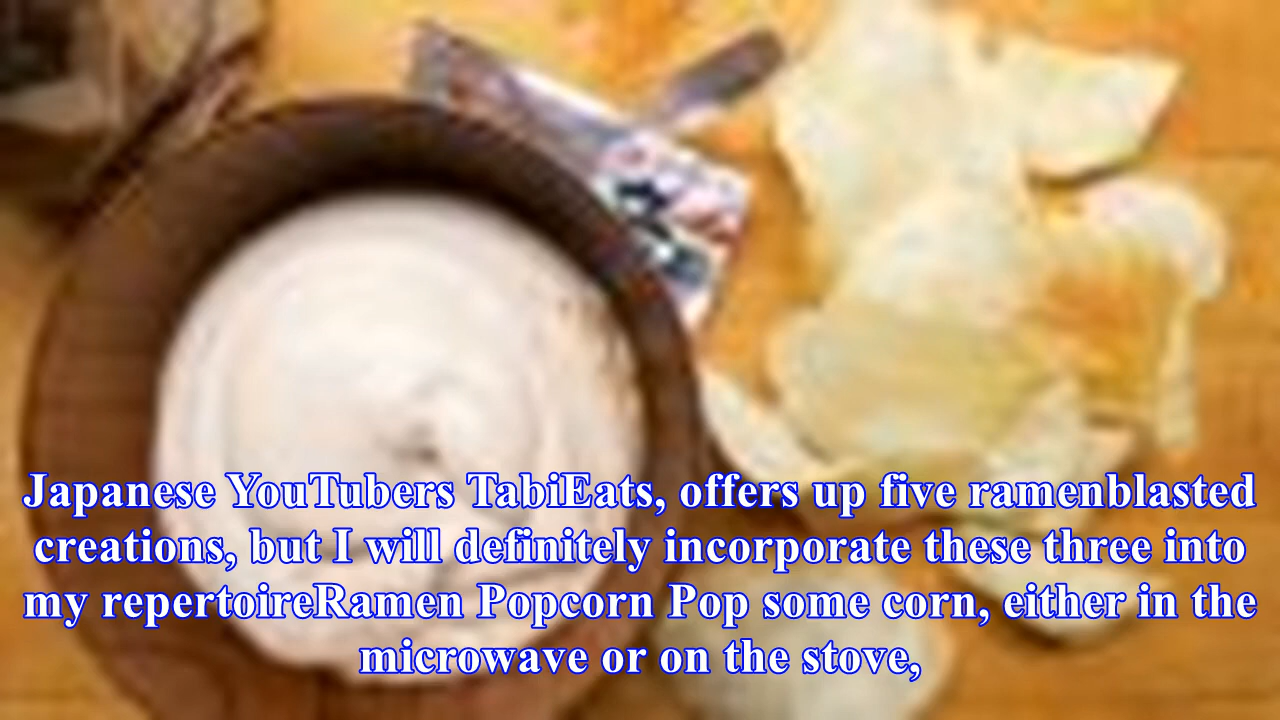 Japanese YouTubers TabiEats, offers up five ramenblasted
creations, but I will definitely incorporate these three into
my repertoireRamen Popcorn Pop some corn, either in the
microwave or on the stove,